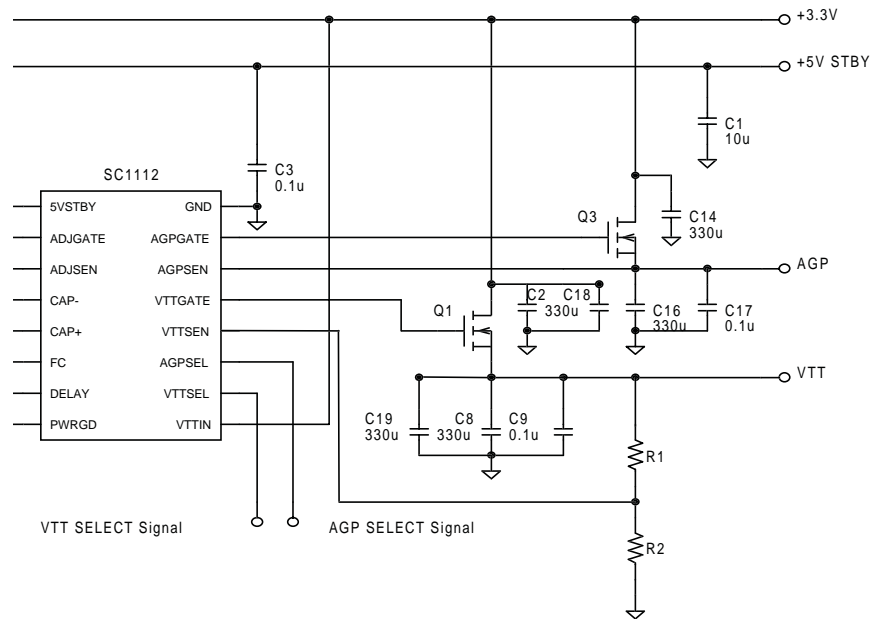 +3.3V
+5V STBY
C1
10u
SC1112
C3
0.1u
5VSTBY
GND
ADJGATE
AGPGATE
ADJSEN
AGPSEN
CAP-
VTTGATE
CAP+
VTTSEN
FC
AGPSEL
DELAY
VTTSEL
PWRGD
VTTIN
Q3
C14
330u
AGP
Q1
C2
330u
C18
C16
330u
C17
0.1u
VTT
C19
330u
C8
330u
C9
0.1u
R1
R2
VTT SELECT Signal
AGP SELECT Signal